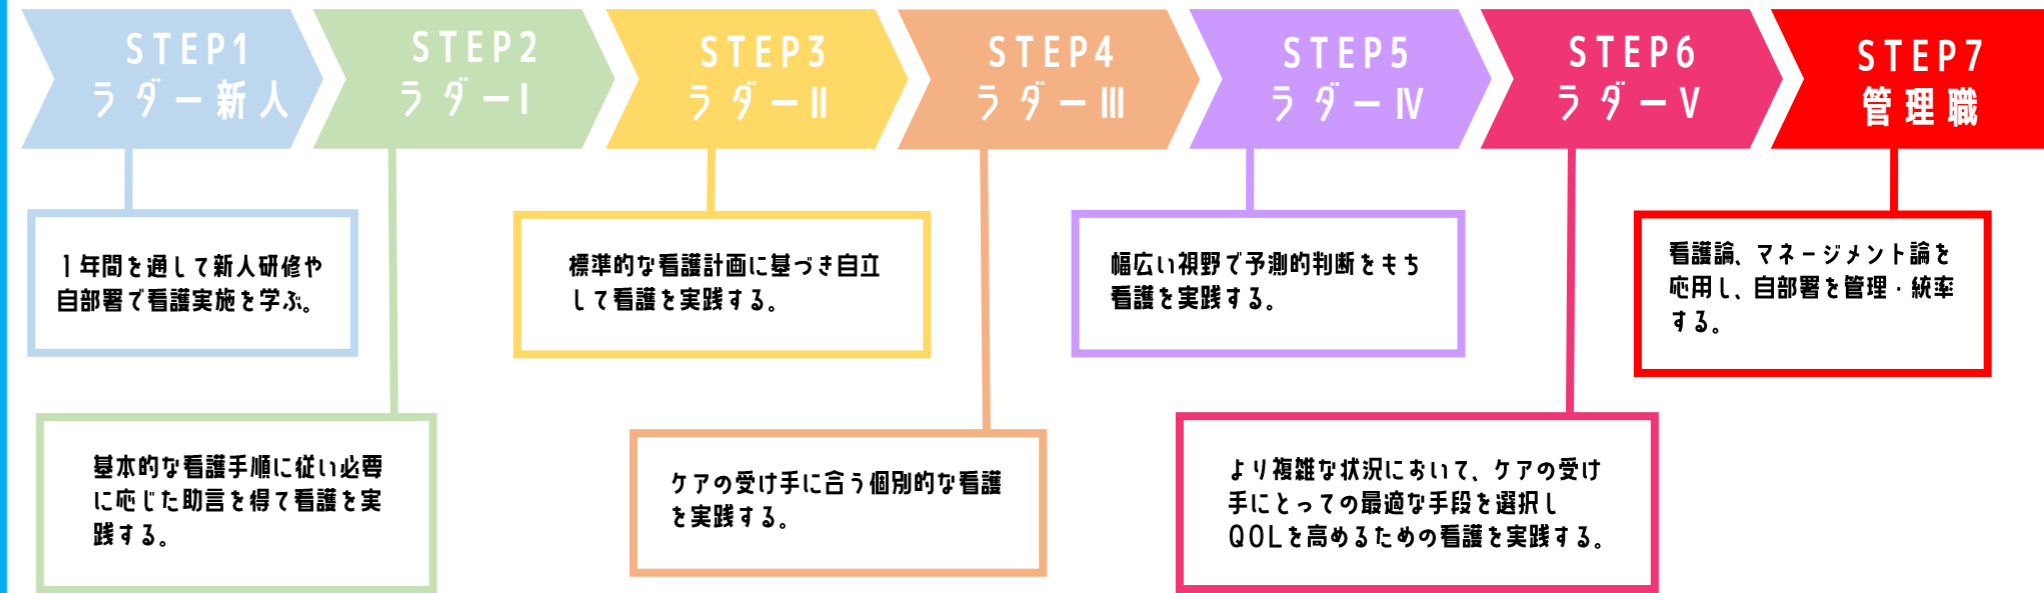 STEP1
ラダー新人
STEP2
ラダーⅠ
STEP3
ラダーⅡ
STEP4
ラダーⅢ
STEP5
ラダーⅣ
STEP6
ラダーⅤ
STEP7
管理職
1年間を通して新人研修や
自部署で看護実施を学ぶ。
標準的な看護計画に基づき自立
して看護を実践する。
幅広い視野で予測的判断をもち
看護を実践する。
看護論、マネージメント論を
応用し、自部署を管理・統率
する。
基本的な看護手順に従い必要
に応じた助言を得て看護を実
践する。
ケアの受け手に合う個別的な看護
を実践する。
より複雑な状況において、ケアの受け
手にとっての最適な手段を選択し
QOLを高めるための看護を実践する。